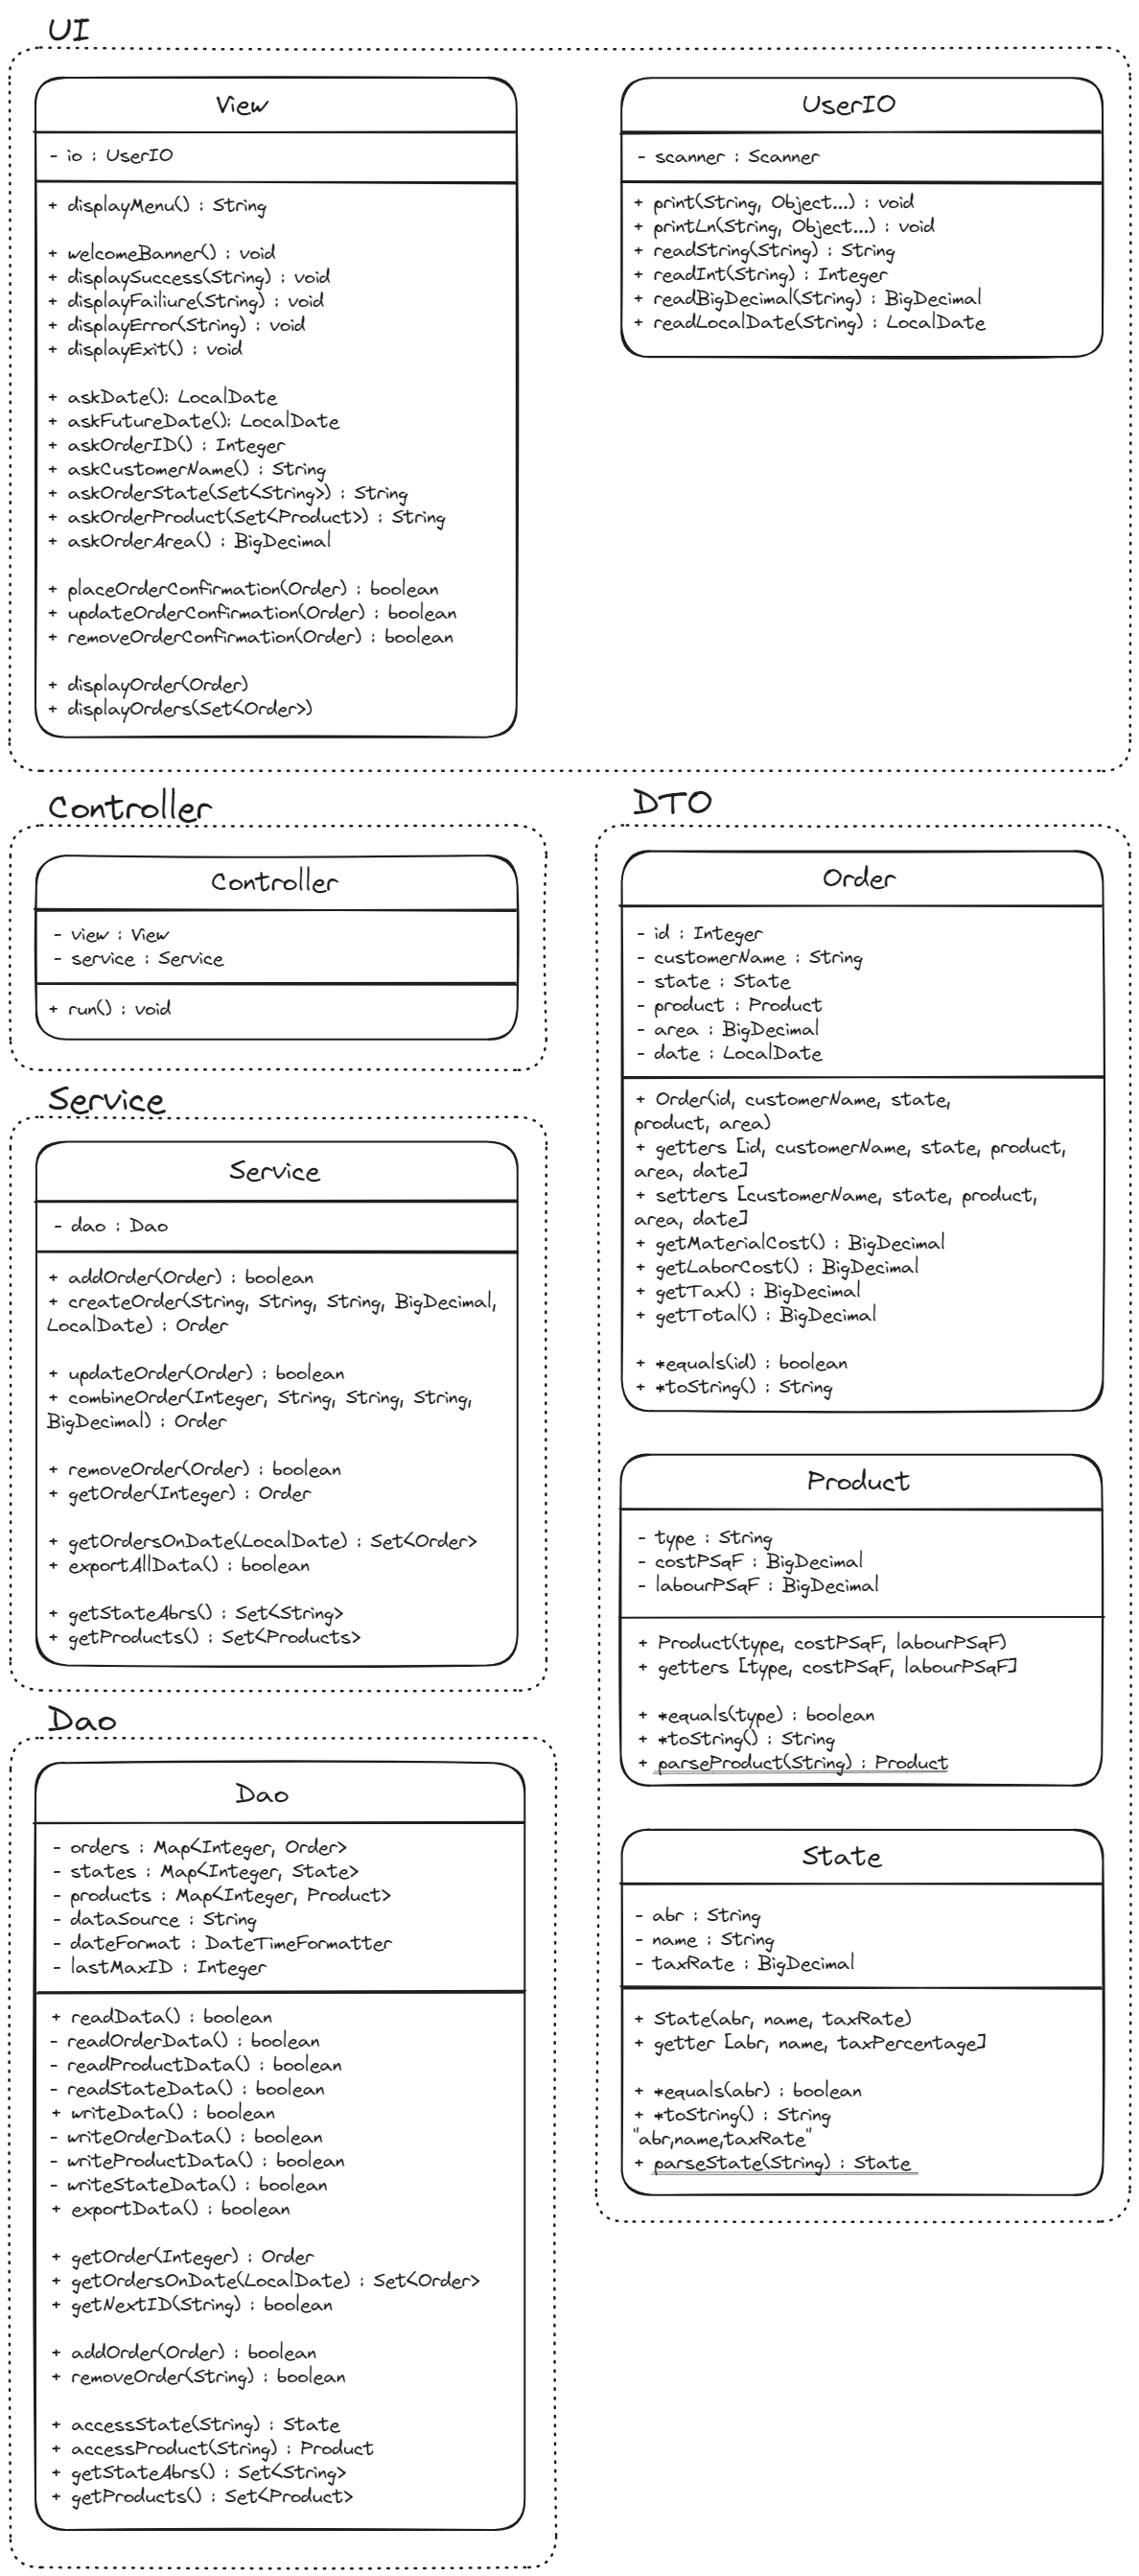 UI
View
- io : UserIO
+ displayMenu() : String
+ welcomeBanner() : void
+ displaySuccess(String) : void
+ displayFailiure(String) : void
+ displayError(String) : void
+ displayExit() : void
+ askDate(): LocalDate
+ askFutureDate(): LocalDate
+ askOrderID() : Integer
+ askCustomerName() : String
+ askOrderState(Set<String>) : String
+ askOrderProduct(Set<Product>) : String
+ askOrderArea() : BigDecimal
+ placeOrderConfirmation(Order) : boolean
+ updateOrderConfirmation(Order) : boolean
+ removeOrderConfirmation(Order) : boolean
+ displayOrder(Order)
+ displayOrders(Set<Order>)
UserIO
- scanner : Scanner
+ print(String, Object...) : void
+ printLn(String, Object...) : void
+ readString(String) : String
+ readInt(String) : Integer
+ readBigDecimal(String) : BigDecimal
+ readLocalDate(String) : LocalDate
Controller
Controller
- view : View
- service : Service
+ run() : void
Service
Service
- dao : Dao
+ addOrder(Order) : boolean
+ createOrder(String, String, String, BigDecimal,
LocalDate) : Order
+ updateOrder(Order) : boolean
+ combineOrder(Integer, String, String, String,
BigDecimal) : Order
+ removeOrder(Order) : boolean
+ getOrder(Integer) : Order
+ getOrdersOnDate(LocalDate) : Set<Order>
+ exportAllData() : boolean
+ getStateAbrs() : Set<String>
+ getProducts() : Set<Products>
Dao
Dao
- orders : Map<Integer, Order>
- states : Map<Integer, State>
- products : Map<Integer, Product>
- dataSource : String
- dateFormat : DateTimeFormatter
- lastMaxID : Integer
+ readData() : boolean
- readOrderData() : boolean
- readProductData() : boolean
- readStateData() : boolean
+ writeData() : boolean
- writeOrderData() : boolean
- writeProductData() : boolean
- writeStateData() : boolean
+ exportData() : boolean
+ getOrder(Integer) : Order
+ getOrdersOnDate(LocalDate) : Set<Order>
+ getNextID(String) : boolean
+ addOrder(Order) : boolean
+ removeOrder(String) : boolean
+ accessState(String) : State
+ accessProduct(String) : Product
+ getStateAbrs() : Set<String>
+ getProducts() : Set<Product>
DTO
Order
- id : Integer
- customerName : String
- state : State
- product : Product
- area : BigDecimal
- date : LocalDate
+ Order(id, customerName, state,
product, area)
+ getters [id, customerName, state, product,
area, date]
+ setters [customerName, state, product,
area, date]
+ getMaterialCost() : BigDecimal
+ getLaborCost() : BigDecimal
+ getTax() : BigDecimal
+ getTotal() : BigDecimal
+ *equals(id) : boolean
+ *toString() : String
Product
- type : String
- costPSqF : BigDecimal
- labourPSqF : BigDecimal
+ Product(type, costPSqF, labourPSqF)
+ getters [type, costPSqF, labourPSqF]
+ *equals(type) : boolean
+ *toString() : String
+ parseProduct(String) : Product
State
- abr : String
- name : String
- taxRate : BigDecimal
+ State(abr, name, taxRate)
+ getter [abr, name, taxPercentage]
+ *equals(abr) : boolean
+ *toString() : String
"abr,name,taxRate"
+ parseState(String) : State